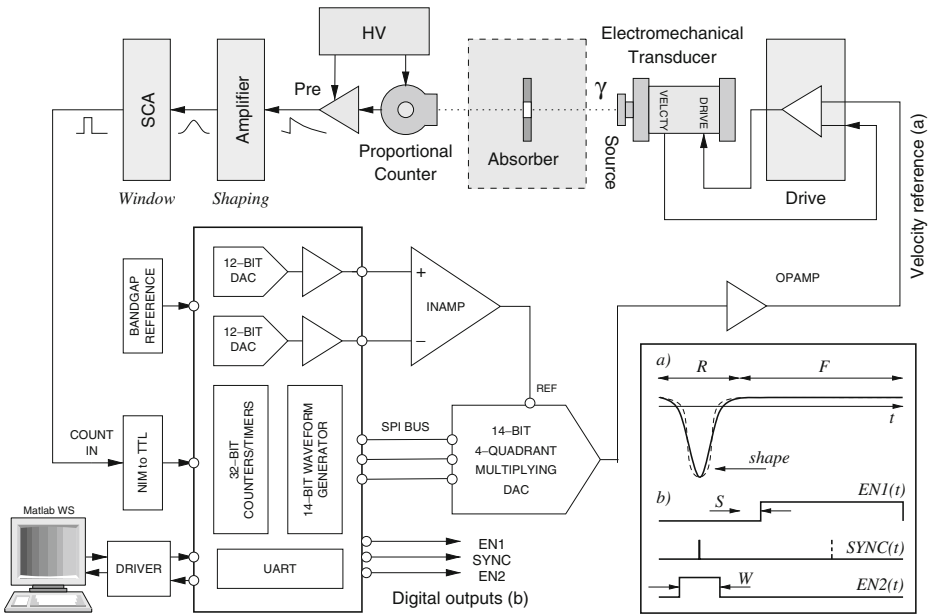 HV
Electromechanical
Transducer
SCA
Amplifier
Pre
Proportional
Counter
Absorber
γ
Source
VELCTY
DRIVE
Drive
Velocity reference (a)
Window
Shaping
12–BIT
DAC
12–BIT
DAC
BANDGAP
REFERENCE
+
INAMP
–
OPAMP
REF
COUNT
IN
NIM to TTL
32–BIT
COUNTERS/TIMERS
14–BIT WAVEFORM
GENERATOR
SPI BUS
14–BIT
4–QUADRANT
MULTIPLYING
DAC
Matlab WS
DRIVER
UART
EN1
SYNC
EN2
Digital outputs (b)
a)
R
F
t
shape
b)
S
EN1(t)
SYNC(t)
W
EN2(t)